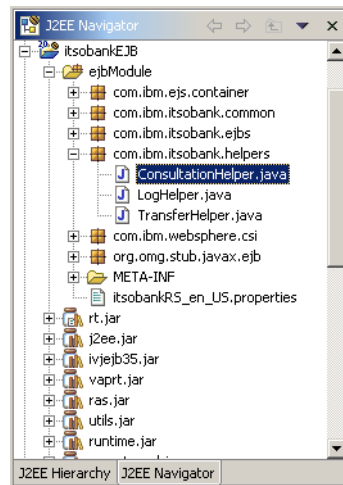 J2EE Navigator
itsobankEJB
ejbModule
com.ibm.ejs.container
com.ibm.itsobank.common
com.ibm.itsobank.ejbs
com.ibm.itsobank.helpers
ConsultationHelper.java
LogHelper.java
TransferHelper.java
com.ibm.websphere.csi
org.omg.stub.javax.ejb
META-INF
itsobankRS_en_US.properties
rt.jar
j2ee.jar
ivjejb35.jar
vaprt.jar
ras.jar
utils.jar
runtime.jar
J2EE Hierarchy J2EE Navigator